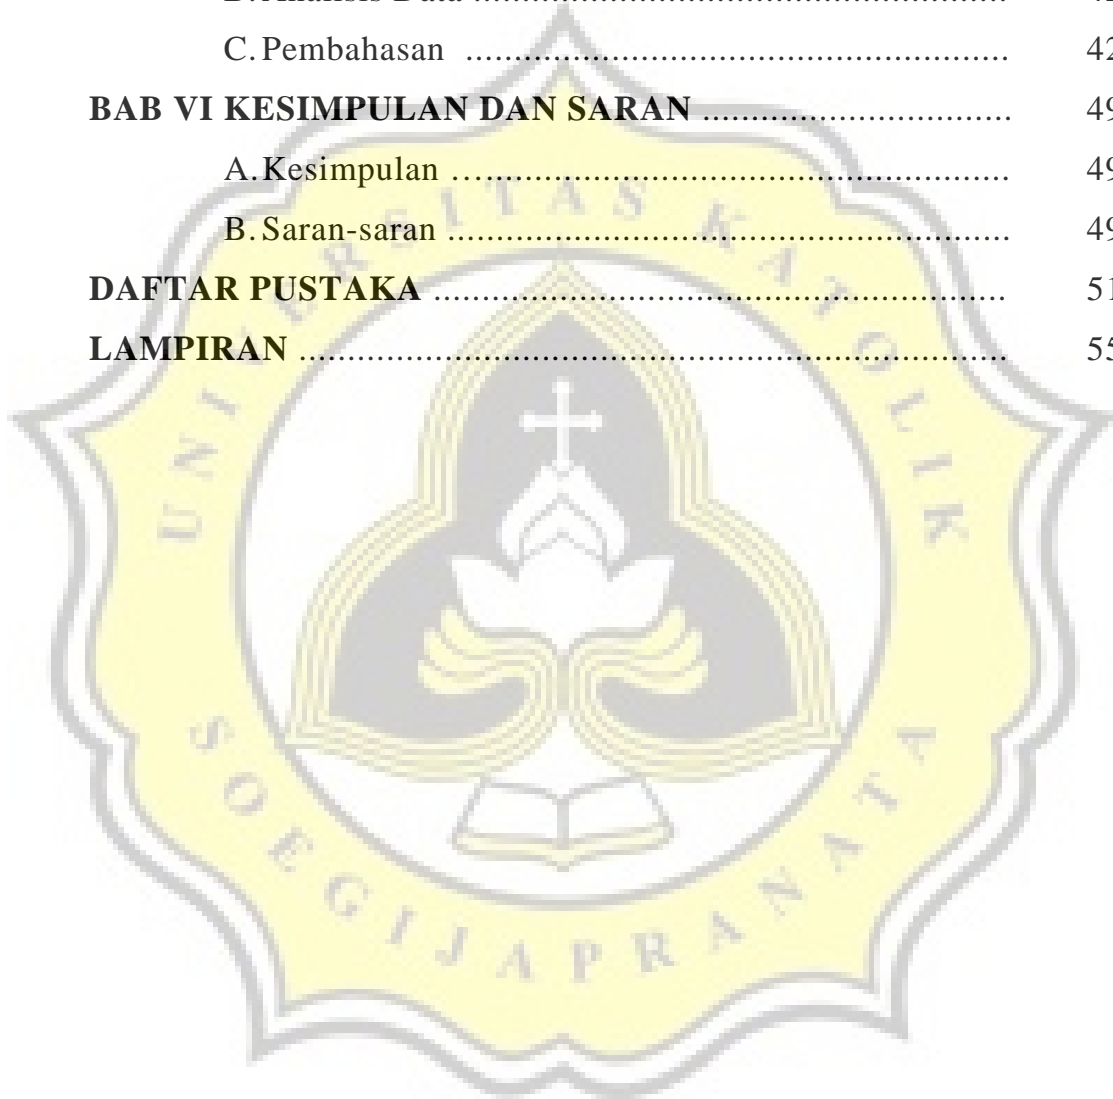 C. Pembahasan ........................................................ 42
BAB VI KESIMPULAN DAN SARAN ................................ 49
A. Kesimpulan .......................................................... 49
B. Saran-saran ........................................................... 49
DAFTAR PUSTAKA ............................................................ 51
LAMPIRAN ........................................................................... 55
UNIVERSITAS KATOLIK
SOEGIJAPRANATA